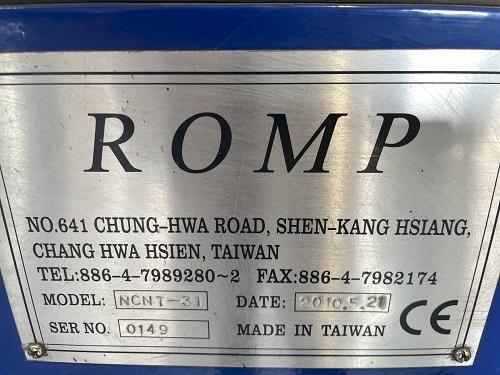 ROMP
NO.641 CHUNG-HWA ROAD, SHEN-KANG HSIANG,
CHANG HWA HSIEN, TAIWAN
TEL:886-4-7989280~2 FAX:886-4-7982174
MODEL: NCNT-31 DATE: 2010.5.21
SER NO. 0149 MADE IN TAIWAN CE